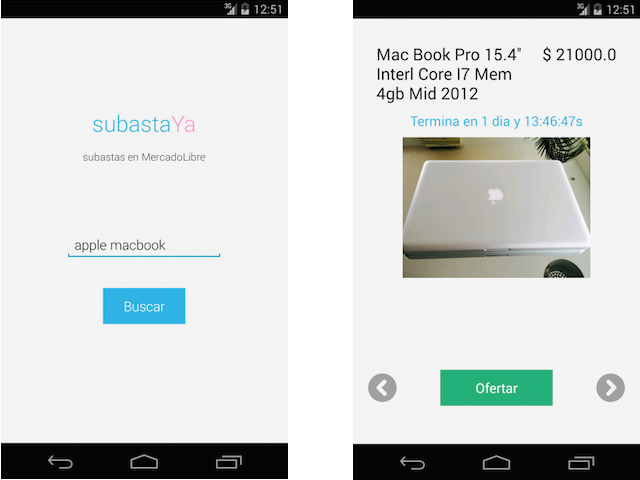 3G 12:51
subastaYa
subastas en MercadoLibre
apple macbook
Buscar
3G 12:51
Mac Book Pro 15.4" $ 21000.0
Interl Core I7 Mem
4gb Mid 2012
Termina en 1 dia y 13:46:47s
Ofertar